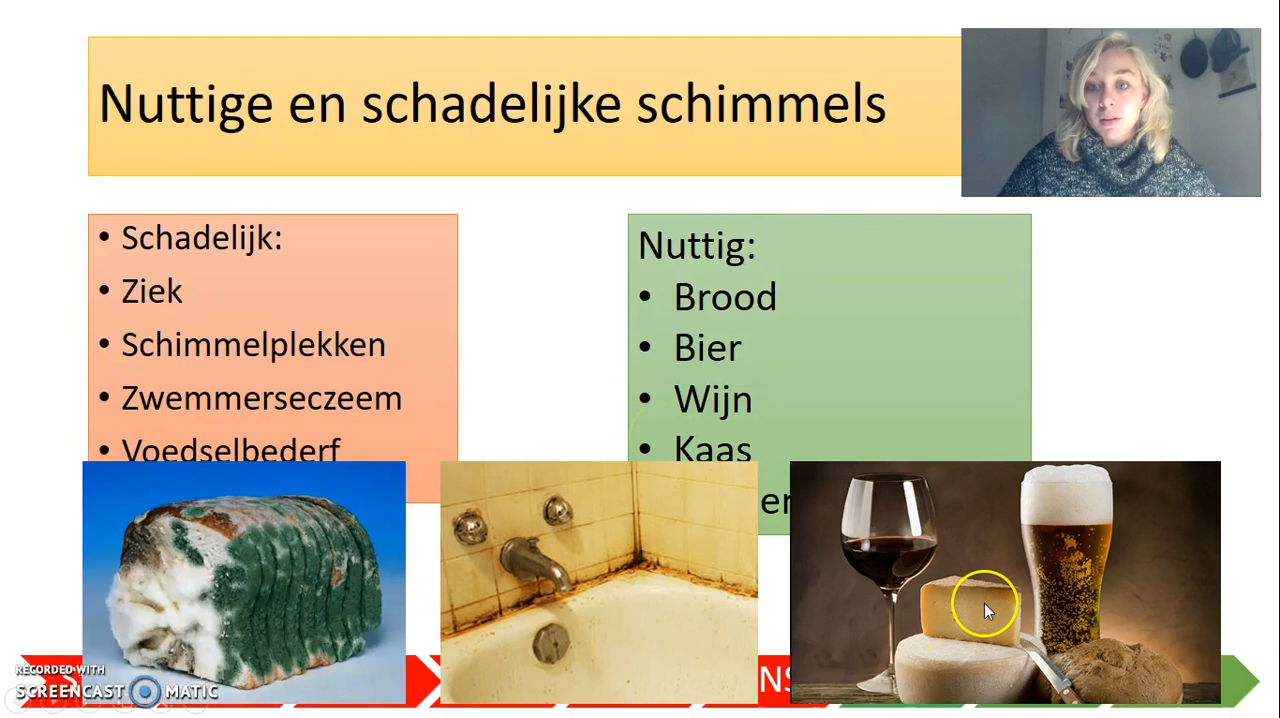 Nuttige en schadelijke schimmels
• Schadelijk:
• Ziek
• Schimmelplekken
• Zwemmerseczeem
• Voedselbederf
Nuttig:
• Brood
• Bier
• Wijn
• Kaas
RECORDED WITH
SCREENCAST MATIC